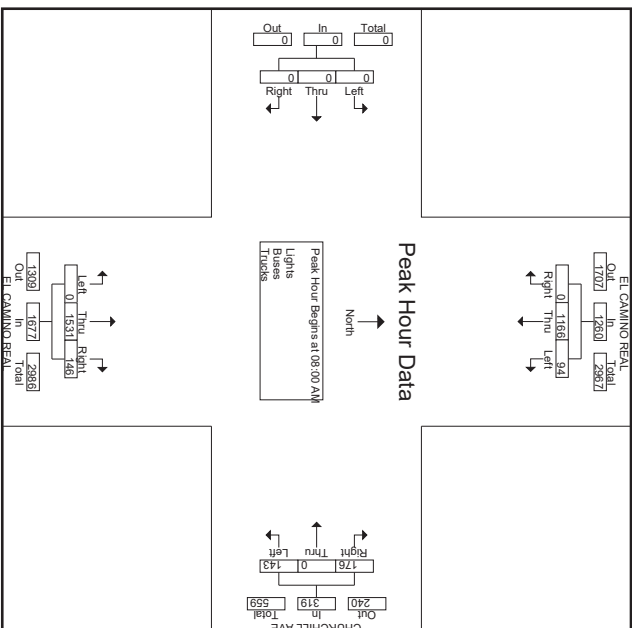 Out In Total
0 0 0
0 0 0
Right Thru Left
EL CAMINO REAL
Out In Total
1707 1260 2967
0 1166 94
Right Thru Left
Peak Hour Data
North
Peak Hour Begins at 08:00 AM
Lights
Buses
Trucks
Left Thru Right
0 1531 146
1309 1677 2986
Out In Total
EL CAMINO REAL
Left Thru Right
143 0 176
559 319 240
Total In Out
CHURCHILL AVE